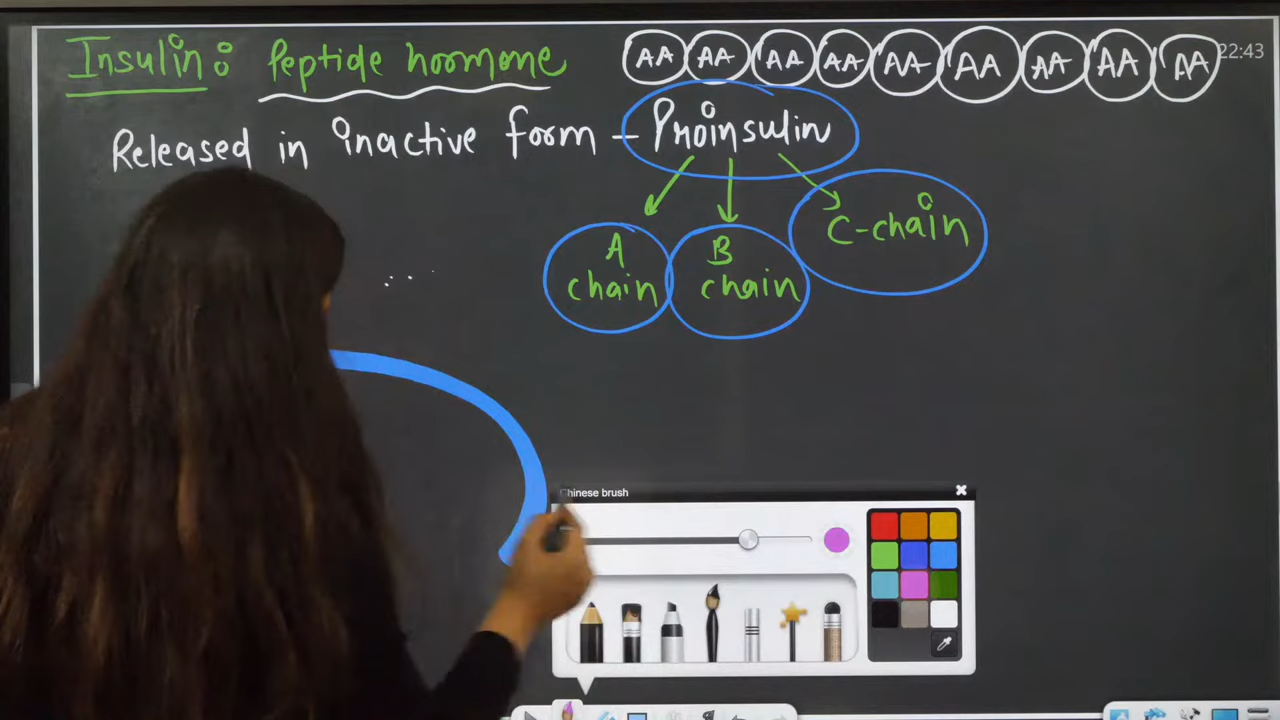 Insulin: Peptide hormone AA AA AA AA AA AA AA AA AA 22:43
Released in inactive form - Proinsulin
A chain
B chain
C-chain
Chinese brush